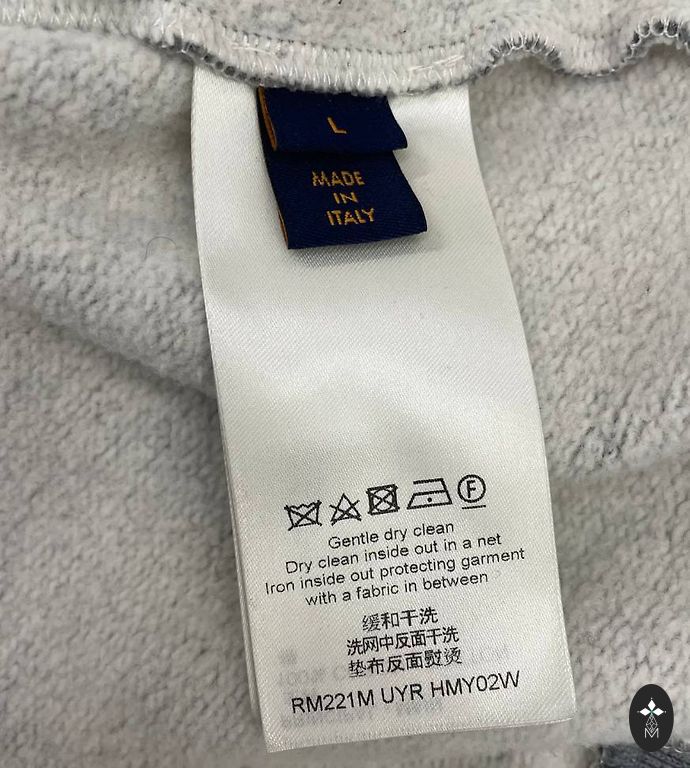 L
MADE
IN
ITALY
F
Gentle dry clean
Dry clean inside out in a net
Iron inside out protecting garment
with a fabric in between
缓和干洗
洗网中反面干洗
垫布反面熨烫
RM221M UYR HMY02W
M